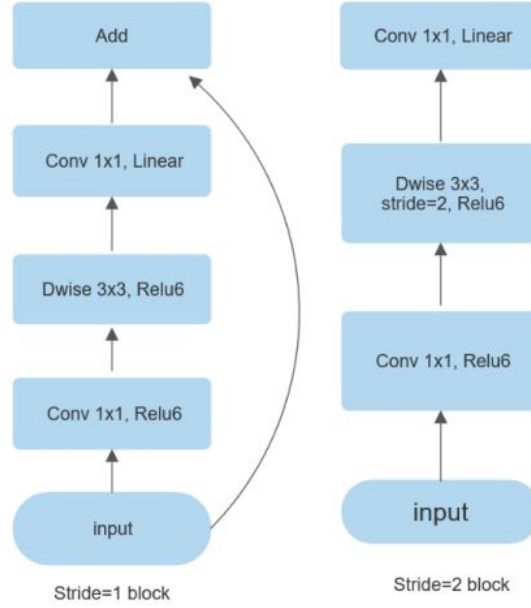 Add
Conv 1x1, Linear
Dwise 3x3, Relu6
Conv 1x1, Relu6
input
Stride=1 block
Conv 1x1, Linear
Dwise 3x3,
stride=2, Relu6
Conv 1x1, Relu6
input
Stride=2 block